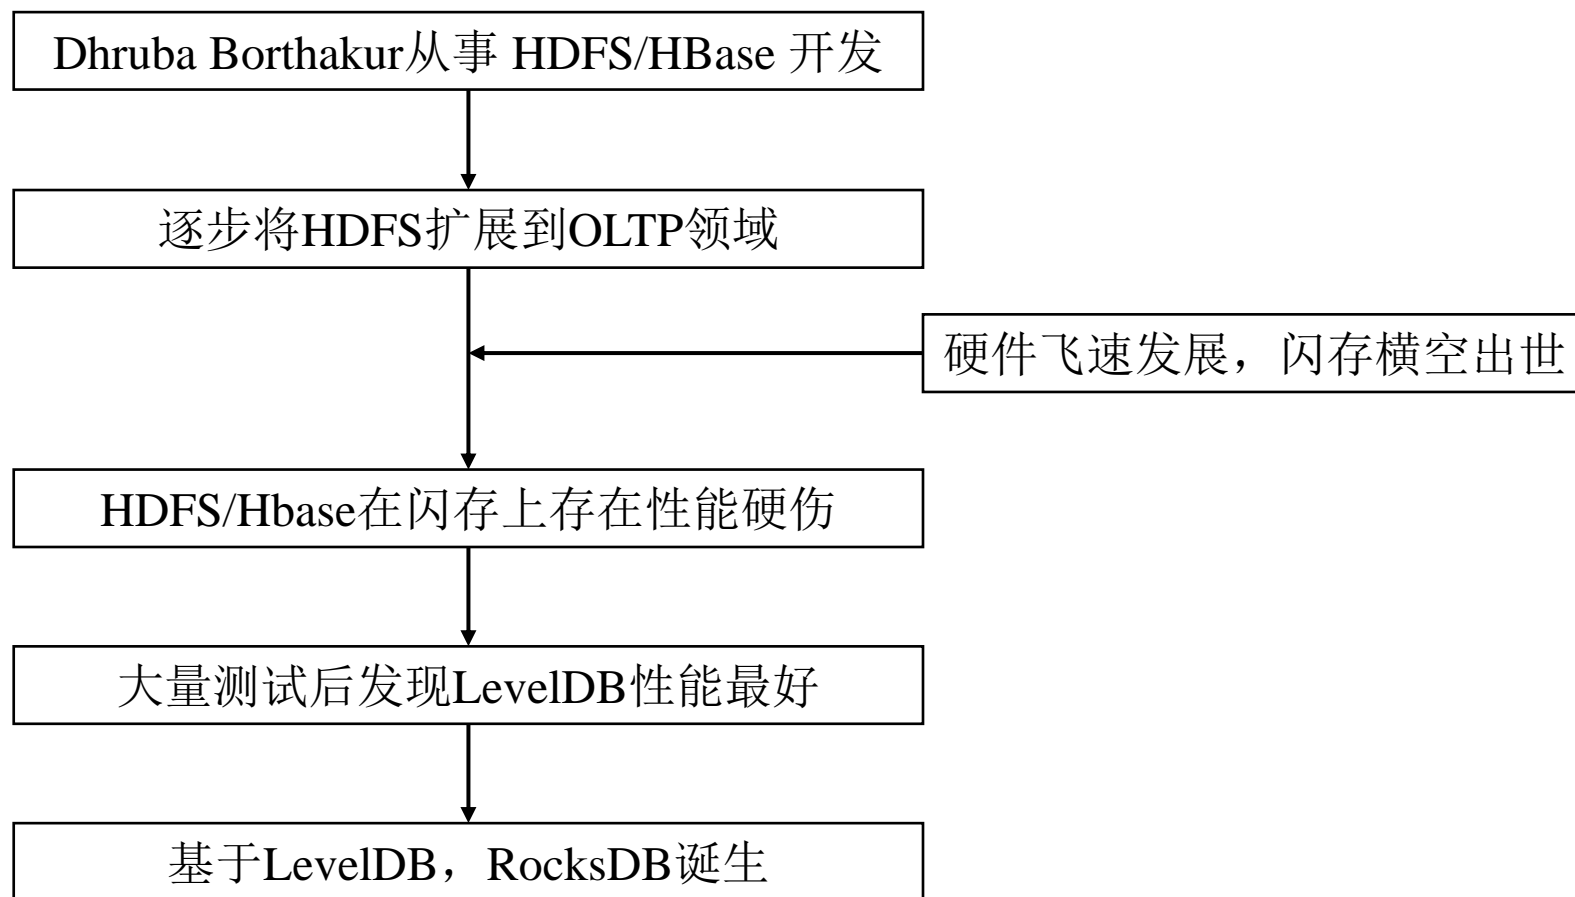 Dhruba Borthakur从事 HDFS/HBase 开发
逐步将HDFS扩展到OLTP领域
硬件飞速发展，闪存横空出世
HDFS/Hbase在闪存上存在性能硬伤
大量测试后发现LevelDB性能最好
基于LevelDB，RocksDB诞生